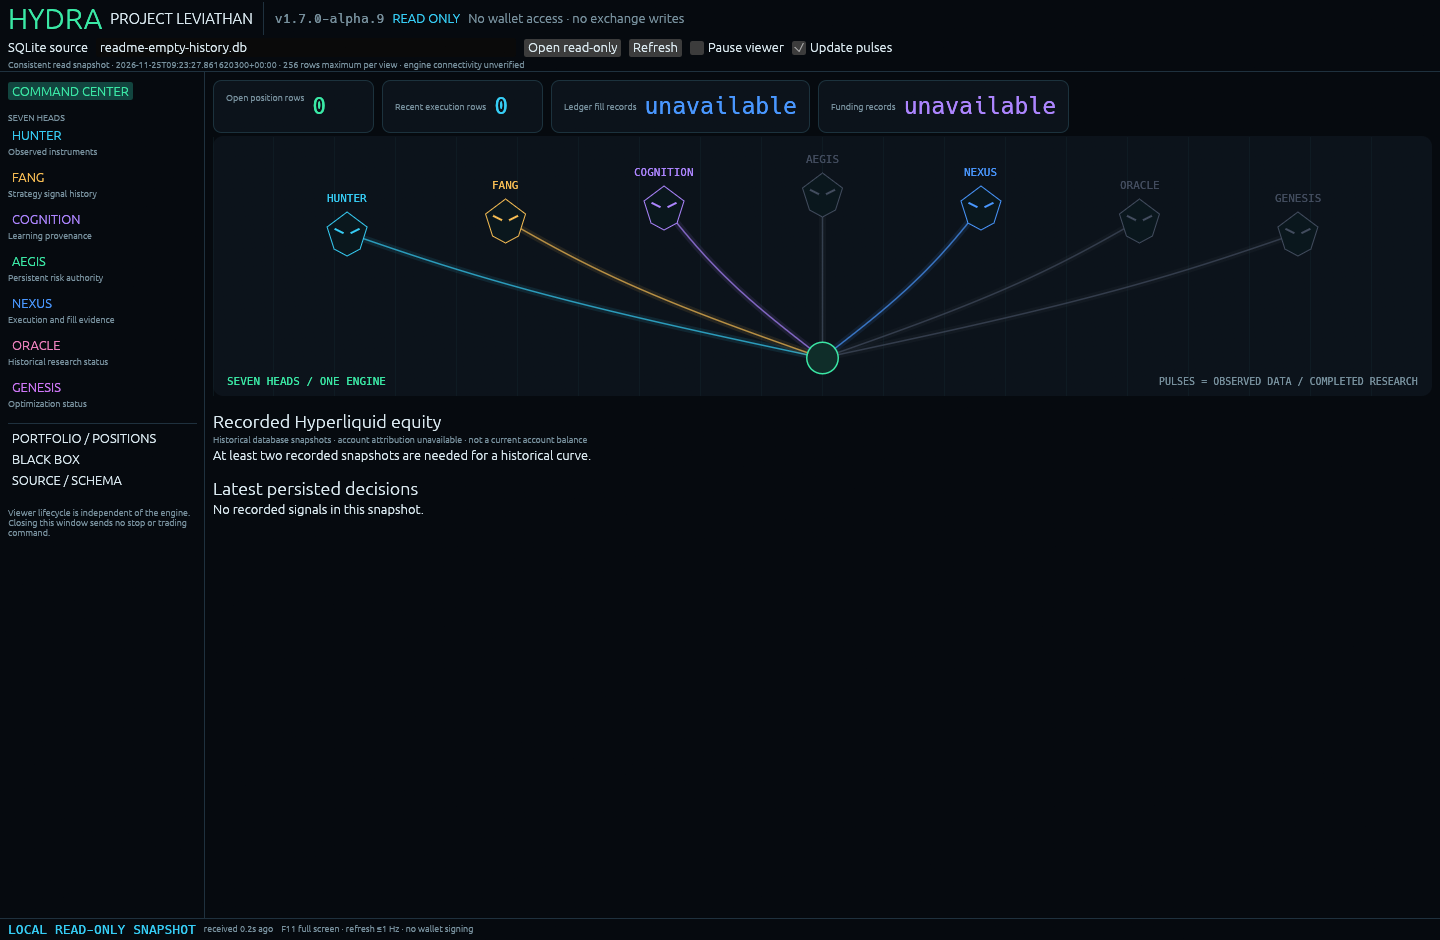 HYDRA PROJECT LEVIATHAN v1.7.0-alpha.9 READ ONLY No wallet access · no exchange writes
SQLite source readme-empty-history.db Open read-only Refresh Pause viewer Update pulses
Consistent read snapshot · 2026-11-25T09:23:27.861620300+00:00 · 256 rows maximum per view · engine connectivity unverified
COMMAND CENTER
SEVEN HEADS
HUNTER
Observed instruments
FANG
Strategy signal history
COGNITION
Learning provenance
AEGIS
Persistent risk authority
NEXUS
Execution and fill evidence
ORACLE
Historical research status
GENESIS
Optimization status
PORTFOLIO / POSITIONS
BLACK BOX
SOURCE / SCHEMA
Viewer lifecycle is independent of the engine.
Closing this window sends no stop or trading
command.
Open position rows 0
Recent execution rows 0
Ledger fill records unavailable
Funding records unavailable
HUNTER
FANG
COGNITION
AEGIS
NEXUS
ORACLE
GENESIS
SEVEN HEADS / ONE ENGINE
PULSES = OBSERVED DATA / COMPLETED RESEARCH
Recorded Hyperliquid equity
Historical database snapshots · account attribution unavailable · not a current account balance
At least two recorded snapshots are needed for a historical curve.
Latest persisted decisions
No recorded signals in this snapshot.
LOCAL READ-ONLY SNAPSHOT received 0.2s ago F11 full screen · refresh ≤1 Hz · no wallet signing